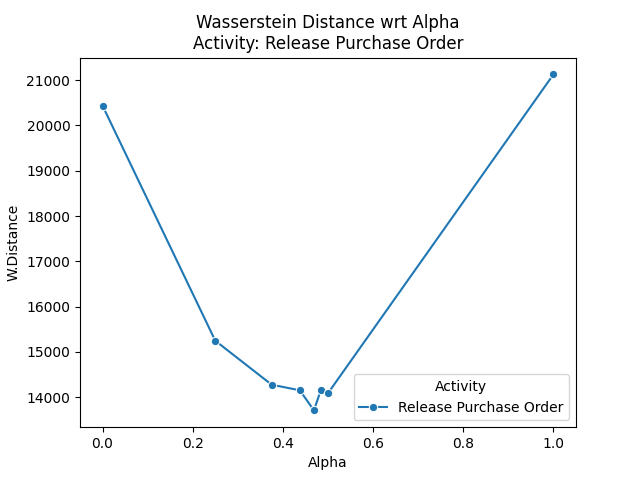 Wasserstein Distance wrt Alpha
Activity: Release Purchase Order
21000
20000
19000
18000
17000
16000
15000
14000
W.Distance
0.0
0.2
0.4
0.6
0.8
1.0
Alpha
Activity
Release Purchase Order